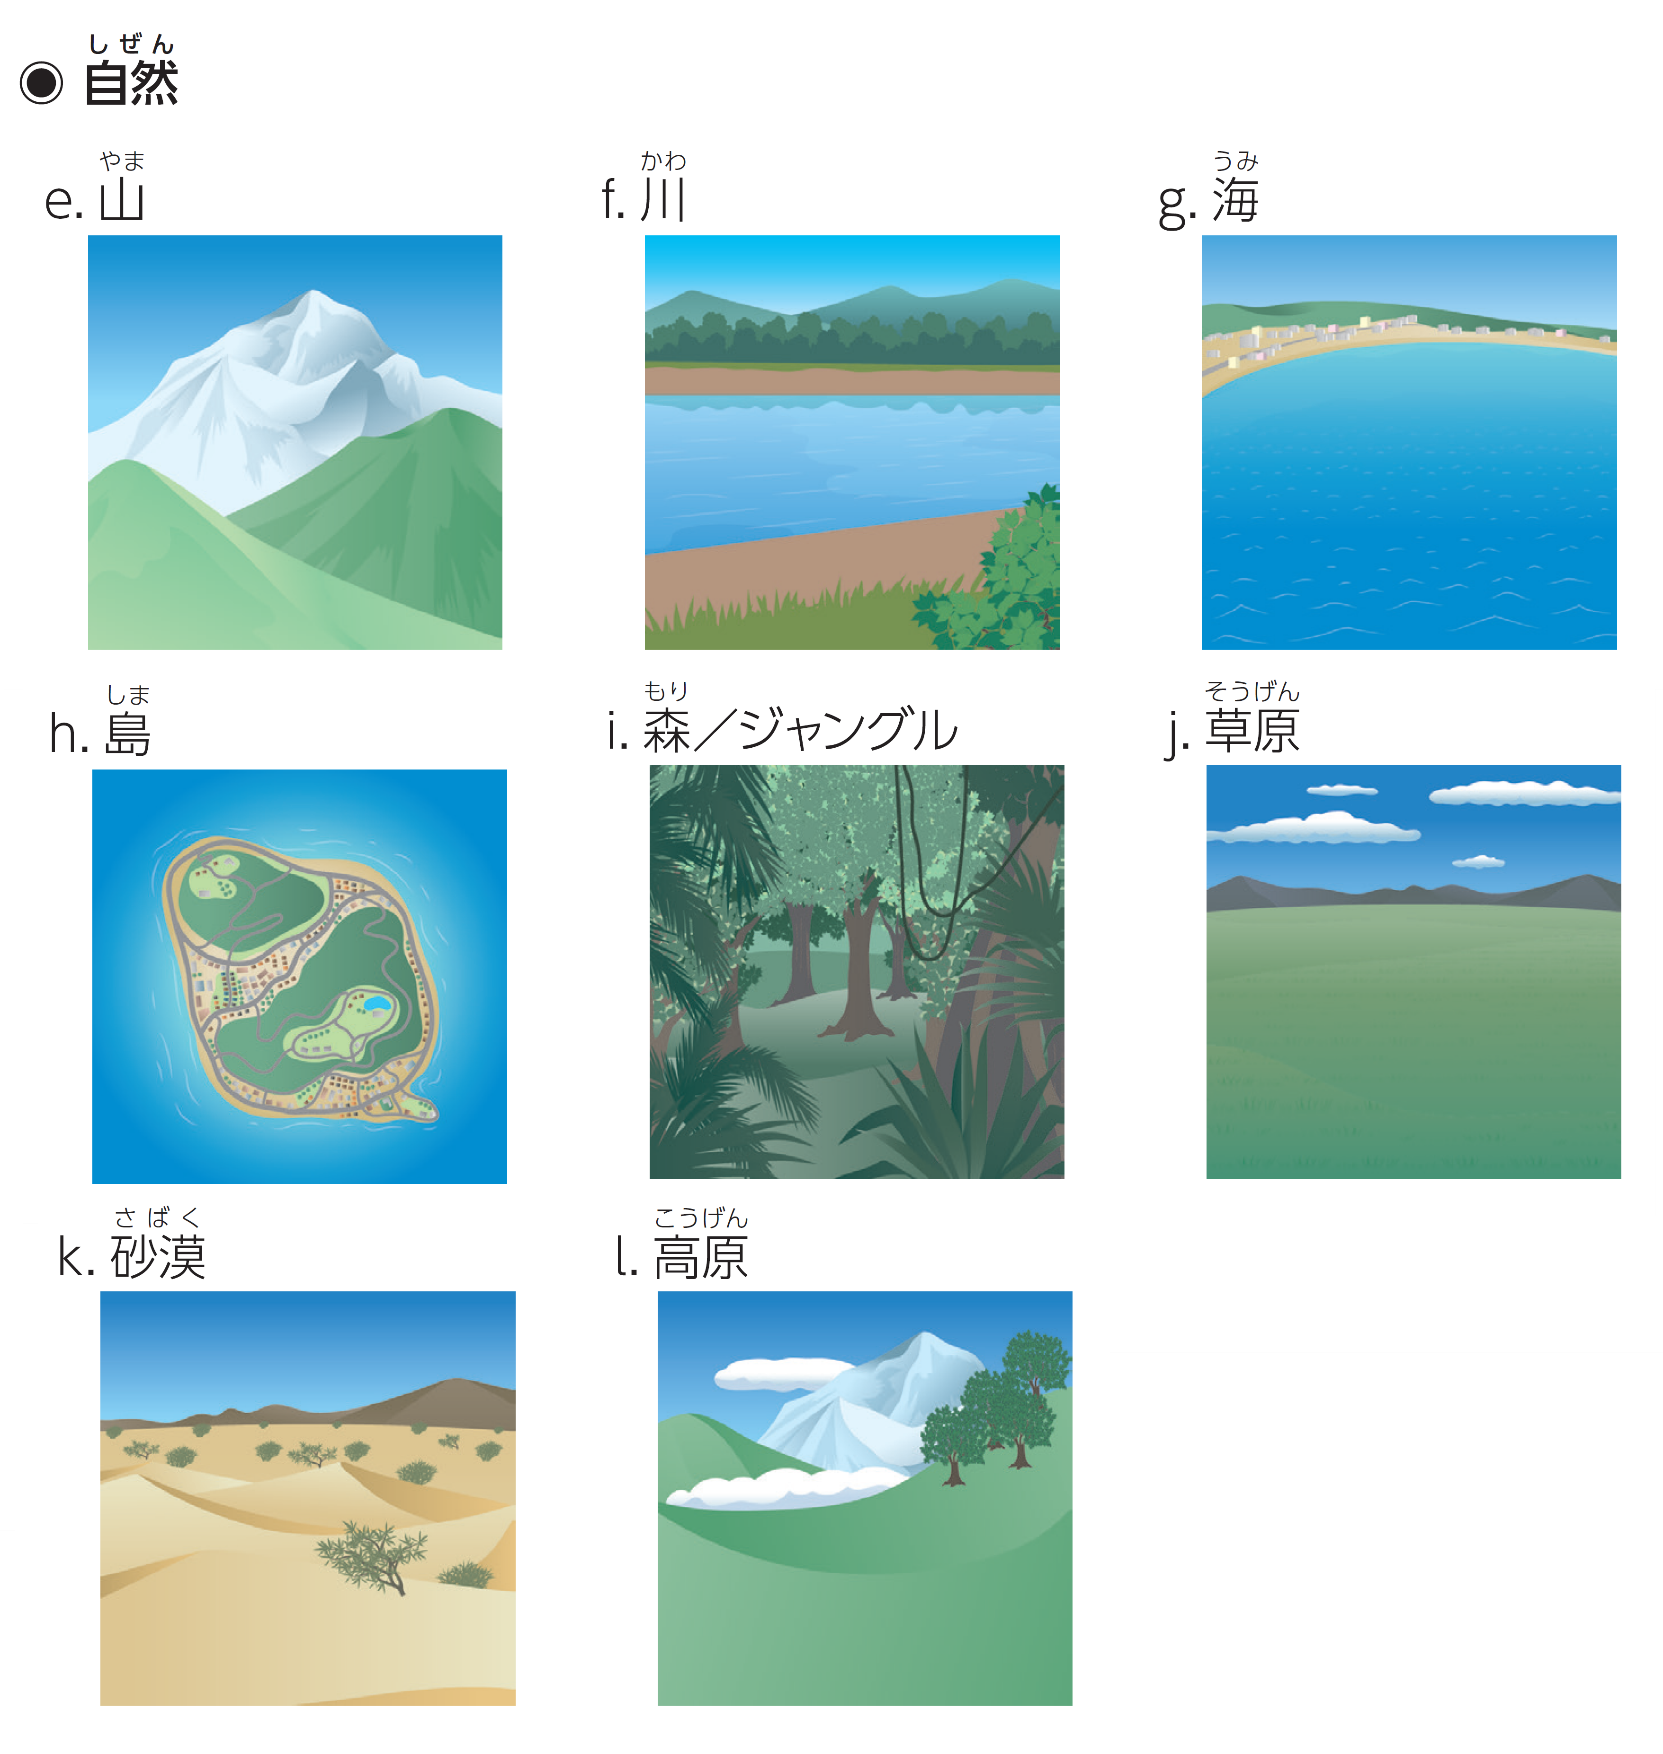 しぜん
◉ 自然
やま
e. 山
かわ
f. 川
うみ
g. 海
しま
h. 島
もり
i. 森／ジャングル
そうげん
j. 草原
さばく
k. 砂漠
こうげん
l. 高原